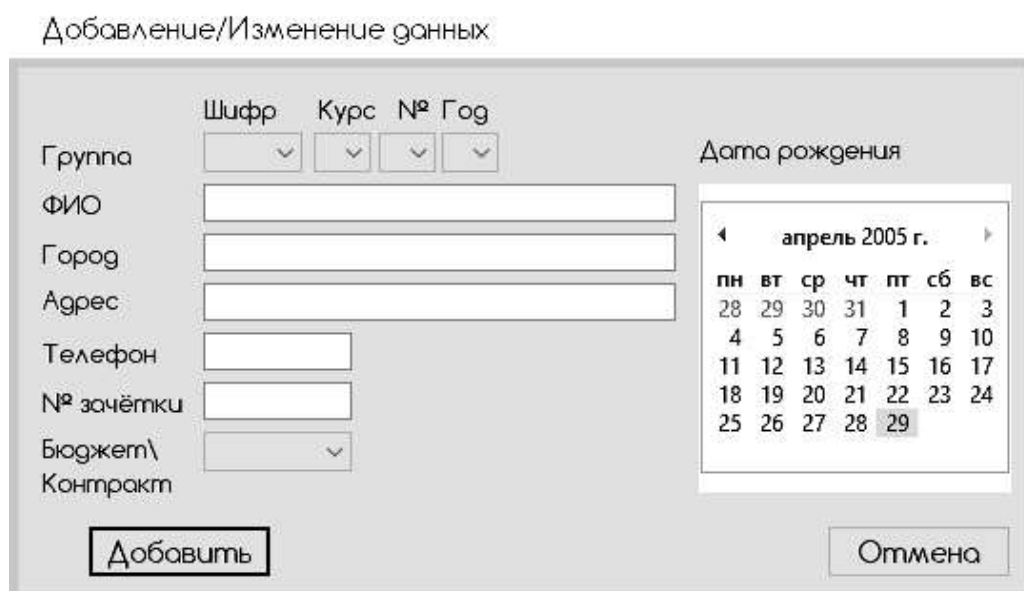 Добавление/Изменение данных
Шифр Курс № Год
Группа
ФИО
Город
Адрес
Телефон
№ зачётки
Бюджет\
Контракт
Дата рождения
апрель 2005 г.
пн вт ср чт пт сб вс
28 29 30 31 1 2 3
4 5 6 7 8 9 10
11 12 13 14 15 16 17
18 19 20 21 22 23 24
25 26 27 28 29
Добавить
Отмена